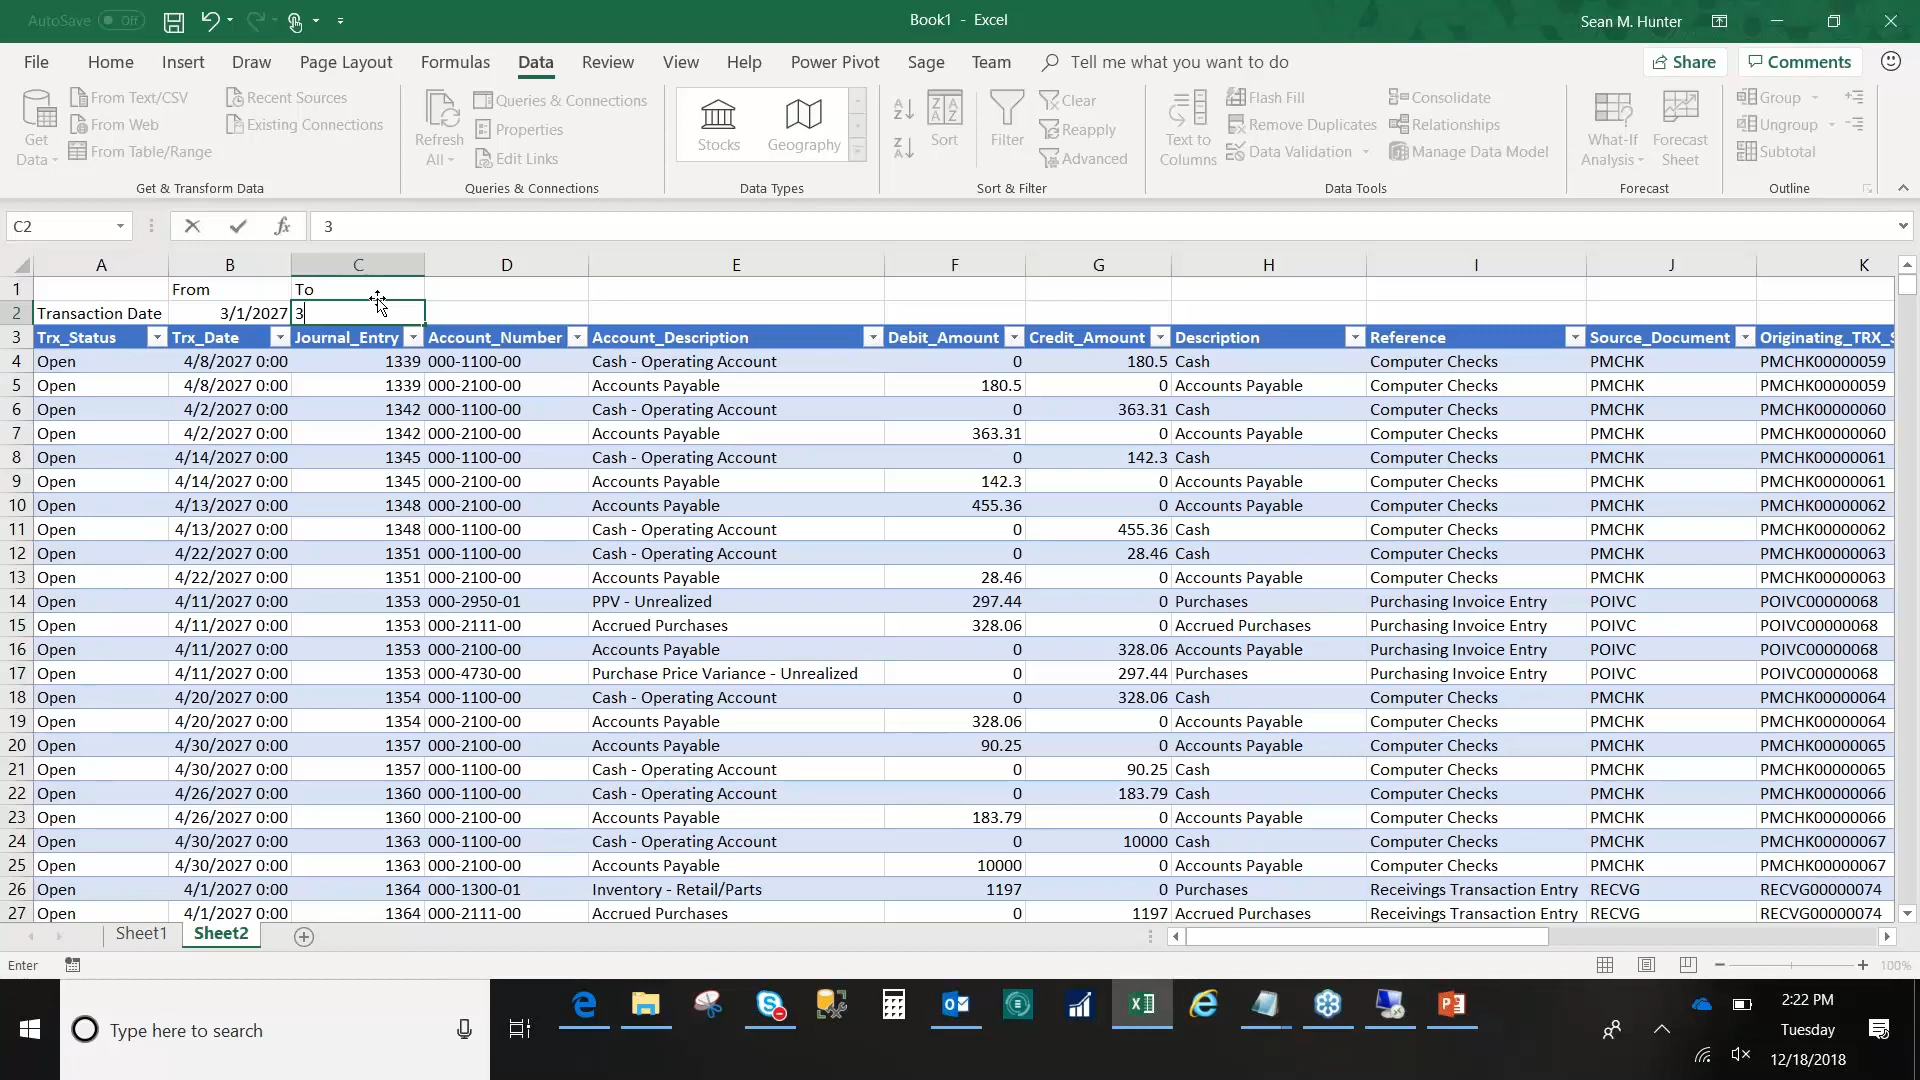 AutoSave Off
Book1 - Excel
Sean M. Hunter
File Home Insert Draw Page Layout Formulas Data Review View Help Power Pivot Sage Team Tell me what you want to do Share Comments
Get Data
From Text/CSV
From Web
From Table/Range
Recent Sources
Existing Connections
Get & Transform Data
Refresh All
Queries & Connections
Properties
Edit Links
Queries & Connections
Stocks Geography
Data Types
Sort
Filter
Clear
Reapply
Advanced
Sort & Filter
Text to Columns
Flash Fill
Remove Duplicates
Data Validation
Consolidate
Relationships
Manage Data Model
Data Tools
What-If Analysis
Forecast Sheet
Forecast
Group
Ungroup
Subtotal
Outline
C2 fx 3
A B C D E F G H I J K
1 From To
2 Transaction Date 3/1/2027 3
3 Trx_Status Trx_Date Journal_Entry Account_Number Account_Description Debit_Amount Credit_Amount Description Reference Source_Document Originating_TRX_S
4 Open 4/8/2027 0:00 1339 000-1100-00 Cash - Operating Account 0 180.5 Cash Computer Checks PMCHK PMCHK00000059
5 Open 4/8/2027 0:00 1339 000-2100-00 Accounts Payable 180.5 0 Accounts Payable Computer Checks PMCHK PMCHK00000059
6 Open 4/2/2027 0:00 1342 000-1100-00 Cash - Operating Account 0 363.31 Cash Computer Checks PMCHK PMCHK00000060
7 Open 4/2/2027 0:00 1342 000-2100-00 Accounts Payable 363.31 0 Accounts Payable Computer Checks PMCHK PMCHK00000060
8 Open 4/14/2027 0:00 1345 000-1100-00 Cash - Operating Account 0 142.3 Cash Computer Checks PMCHK PMCHK00000061
9 Open 4/14/2027 0:00 1345 000-2100-00 Accounts Payable 142.3 0 Accounts Payable Computer Checks PMCHK PMCHK00000061
10 Open 4/13/2027 0:00 1348 000-2100-00 Accounts Payable 455.36 0 Accounts Payable Computer Checks PMCHK PMCHK00000062
11 Open 4/13/2027 0:00 1348 000-1100-00 Cash - Operating Account 0 455.36 Cash Computer Checks PMCHK PMCHK00000062
12 Open 4/22/2027 0:00 1351 000-1100-00 Cash - Operating Account 0 28.46 Cash Computer Checks PMCHK PMCHK00000063
13 Open 4/22/2027 0:00 1351 000-2100-00 Accounts Payable 28.46 0 Accounts Payable Computer Checks PMCHK PMCHK00000063
14 Open 4/11/2027 0:00 1353 000-2950-01 PPV - Unrealized 297.44 0 Purchases Purchasing Invoice Entry POIVC POIVC00000068
15 Open 4/11/2027 0:00 1353 000-2111-00 Accrued Purchases 328.06 0 Accrued Purchases Purchasing Invoice Entry POIVC POIVC00000068
16 Open 4/11/2027 0:00 1353 000-2100-00 Accounts Payable 0 328.06 Accounts Payable Purchasing Invoice Entry POIVC POIVC00000068
17 Open 4/11/2027 0:00 1353 000-4730-00 Purchase Price Variance - Unrealized 0 297.44 Purchases Purchasing Invoice Entry POIVC POIVC00000068
18 Open 4/20/2027 0:00 1354 000-1100-00 Cash - Operating Account 0 328.06 Cash Computer Checks PMCHK PMCHK00000064
19 Open 4/20/2027 0:00 1354 000-2100-00 Accounts Payable 328.06 0 Accounts Payable Computer Checks PMCHK PMCHK00000064
20 Open 4/30/2027 0:00 1357 000-2100-00 Accounts Payable 90.25 0 Accounts Payable Computer Checks PMCHK PMCHK00000065
21 Open 4/30/2027 0:00 1357 000-1100-00 Cash - Operating Account 0 90.25 Cash Computer Checks PMCHK PMCHK00000065
22 Open 4/26/2027 0:00 1360 000-1100-00 Cash - Operating Account 0 183.79 Cash Computer Checks PMCHK PMCHK00000066
23 Open 4/26/2027 0:00 1360 000-2100-00 Accounts Payable 183.79 0 Accounts Payable Computer Checks PMCHK PMCHK00000066
24 Open 4/30/2027 0:00 1363 000-1100-00 Cash - Operating Account 0 10000 Cash Computer Checks PMCHK PMCHK00000067
25 Open 4/30/2027 0:00 1363 000-2100-00 Accounts Payable 10000 0 Accounts Payable Computer Checks PMCHK PMCHK00000067
26 Open 4/1/2027 0:00 1364 000-1300-01 Inventory - Retail/Parts 1197 0 Purchases Receivings Transaction Entry RECVG RECVG00000074
27 Open 4/1/2027 0:00 1364 000-2111-00 Accrued Purchases 0 1197 Accrued Purchases Receivings Transaction Entry RECVG RECVG00000074
Sheet1 Sheet2
Enter
100%
Type here to search
2:22 PM
Tuesday
12/18/2018